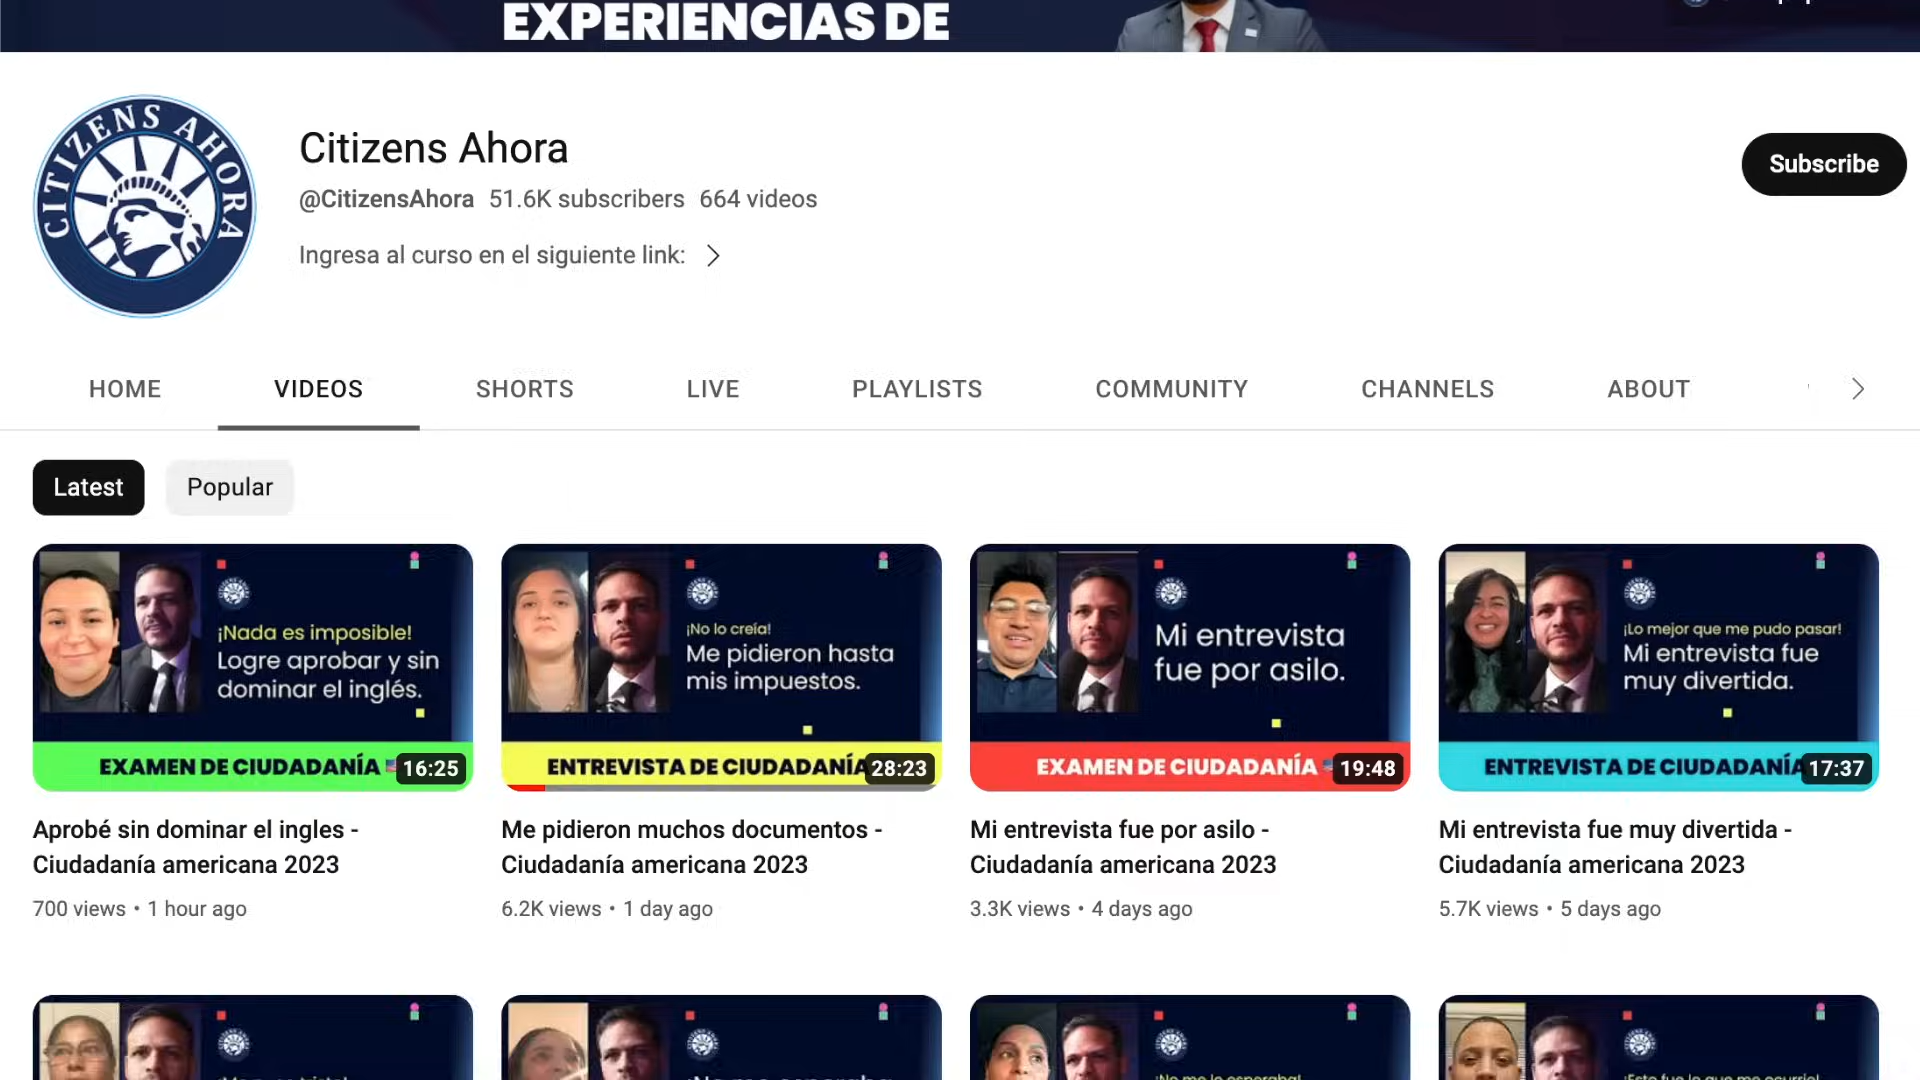 EXPERIENCIAS DE
CITIZENS AHORA
Citizens Ahora
@CitizensAhora 51.6K subscribers 664 videos
Ingresa al curso en el siguiente link:
Subscribe
HOME VIDEOS SHORTS LIVE PLAYLISTS COMMUNITY CHANNELS ABOUT
Latest Popular
¡Nada es imposible!
Logre aprobar y sin
dominar el inglés.
EXAMEN DE CIUDADANÍA
16:25
¡No lo creía!
Me pidieron hasta
mis impuestos.
ENTREVISTA DE CIUDADANÍA
28:23
Mi entrevista
fue por asilo.
EXAMEN DE CIUDADANÍA
19:48
¡Lo mejor que me pudo pasar!
Mi entrevista fue
muy divertida.
ENTREVISTA DE CIUDADANÍA
17:37
Aprobé sin dominar el ingles -
Ciudadanía americana 2023
700 views • 1 hour ago
Me pidieron muchos documentos -
Ciudadanía americana 2023
6.2K views • 1 day ago
Mi entrevista fue por asilo -
Ciudadanía americana 2023
3.3K views • 4 days ago
Mi entrevista fue muy divertida -
Ciudadanía americana 2023
5.7K views • 5 days ago